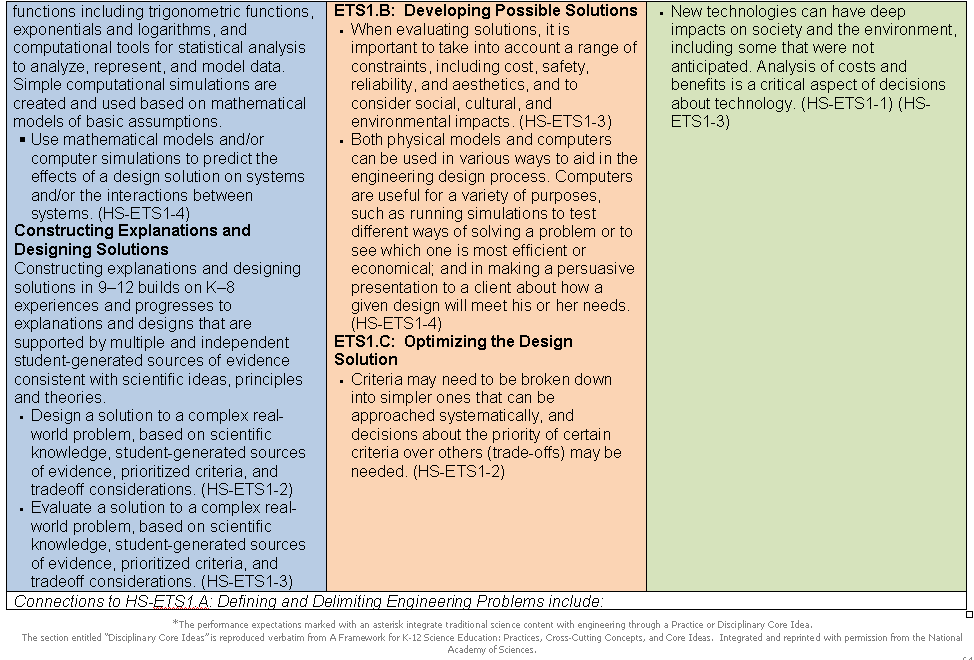 functions including trigonometric functions,
exponentials and logarithms, and
computational tools for statistical analysis
to analyze, represent, and model data.
Simple computational simulations are
created and used based on mathematical
models of basic assumptions.
▪ Use mathematical models and/or
computer simulations to predict the
effects of a design solution on systems
and/or the interactions between
systems. (HS-ETS1-4)
Constructing Explanations and
Designing Solutions
Constructing explanations and designing
solutions in 9–12 builds on K–8
experiences and progresses to
explanations and designs that are
supported by multiple and independent
student-generated sources of evidence
consistent with scientific ideas, principles
and theories.
▪ Design a solution to a complex real-
world problem, based on scientific
knowledge, student-generated sources
of evidence, prioritized criteria, and
tradeoff considerations. (HS-ETS1-2)
▪ Evaluate a solution to a complex real-
world problem, based on scientific
knowledge, student-generated sources
of evidence, prioritized criteria, and
tradeoff considerations. (HS-ETS1-3)
ETS1.B: Developing Possible Solutions
▪ When evaluating solutions, it is
important to take into account a range of
constraints, including cost, safety,
reliability, and aesthetics, and to
consider social, cultural, and
environmental impacts. (HS-ETS1-3)
▪ Both physical models and computers
can be used in various ways to aid in the
engineering design process. Computers
are useful for a variety of purposes,
such as running simulations to test
different ways of solving a problem or to
see which one is most efficient or
economical; and in making a persuasive
presentation to a client about how a
given design will meet his or her needs.
(HS-ETS1-4)
ETS1.C: Optimizing the Design
Solution
▪ Criteria may need to be broken down
into simpler ones that can be
approached systematically, and
decisions about the priority of certain
criteria over others (trade-offs) may be
needed. (HS-ETS1-2)
▪ New technologies can have deep
impacts on society and the environment,
including some that were not
anticipated. Analysis of costs and
benefits is a critical aspect of decisions
about technology. (HS-ETS1-1) (HS-
ETS1-3)
Connections to HS-ETS1.A: Defining and Delimiting Engineering Problems include:
*The performance expectations marked with an asterisk integrate traditional science content with engineering through a Practice or Disciplinary Core Idea.
The section entitled "Disciplinary Core Ideas" is reproduced verbatim from A Framework for K-12 Science Education: Practices, Cross-Cutting Concepts, and Core Ideas. Integrated and reprinted with permission from the National
Academy of Sciences.